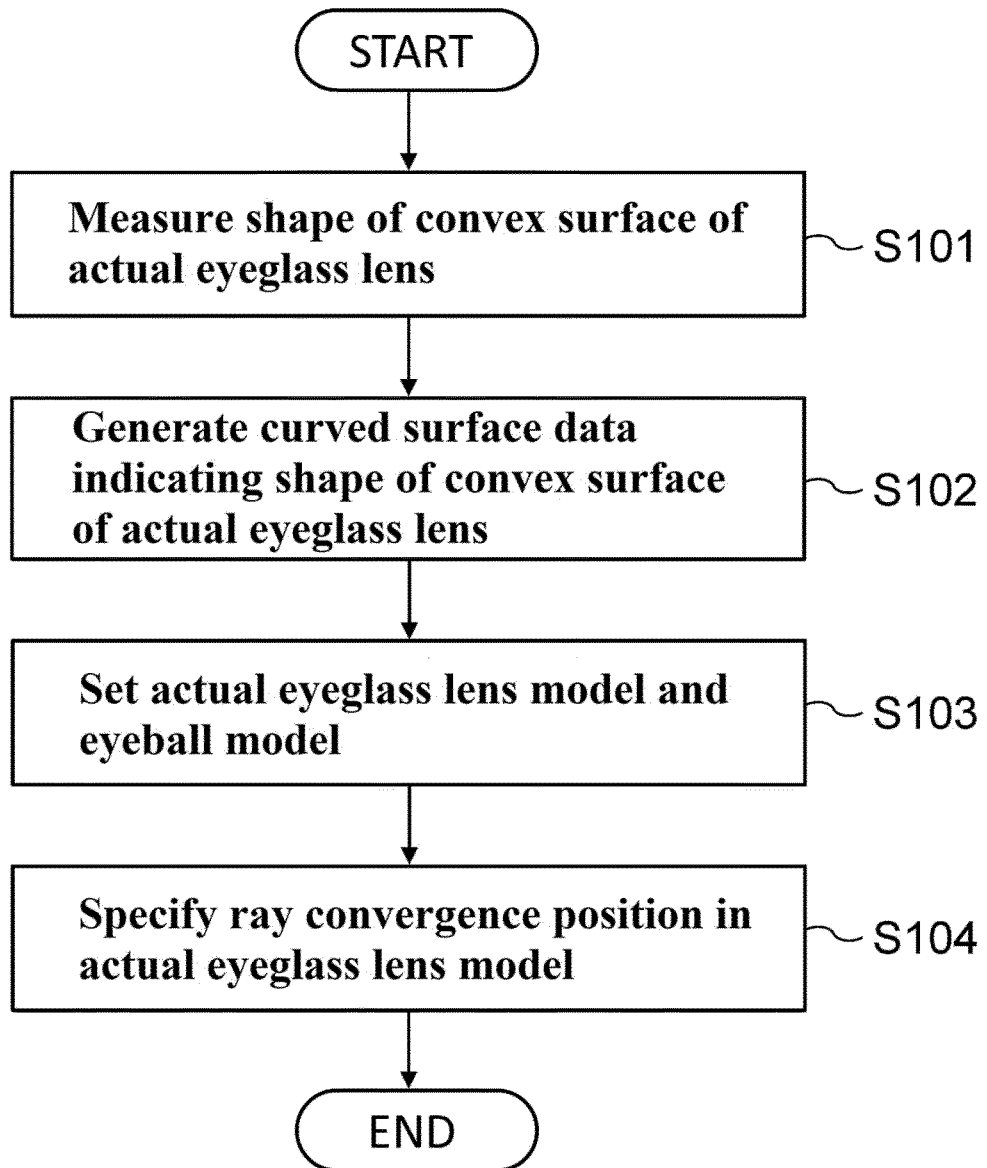 START
Measure shape of convex surface of
actual eyeglass lens
S101
Generate curved surface data
indicating shape of convex surface
of actual eyeglass lens
S102
Set actual eyeglass lens model and
eyeball model
S103
Specify ray convergence position in
actual eyeglass lens model
S104
END